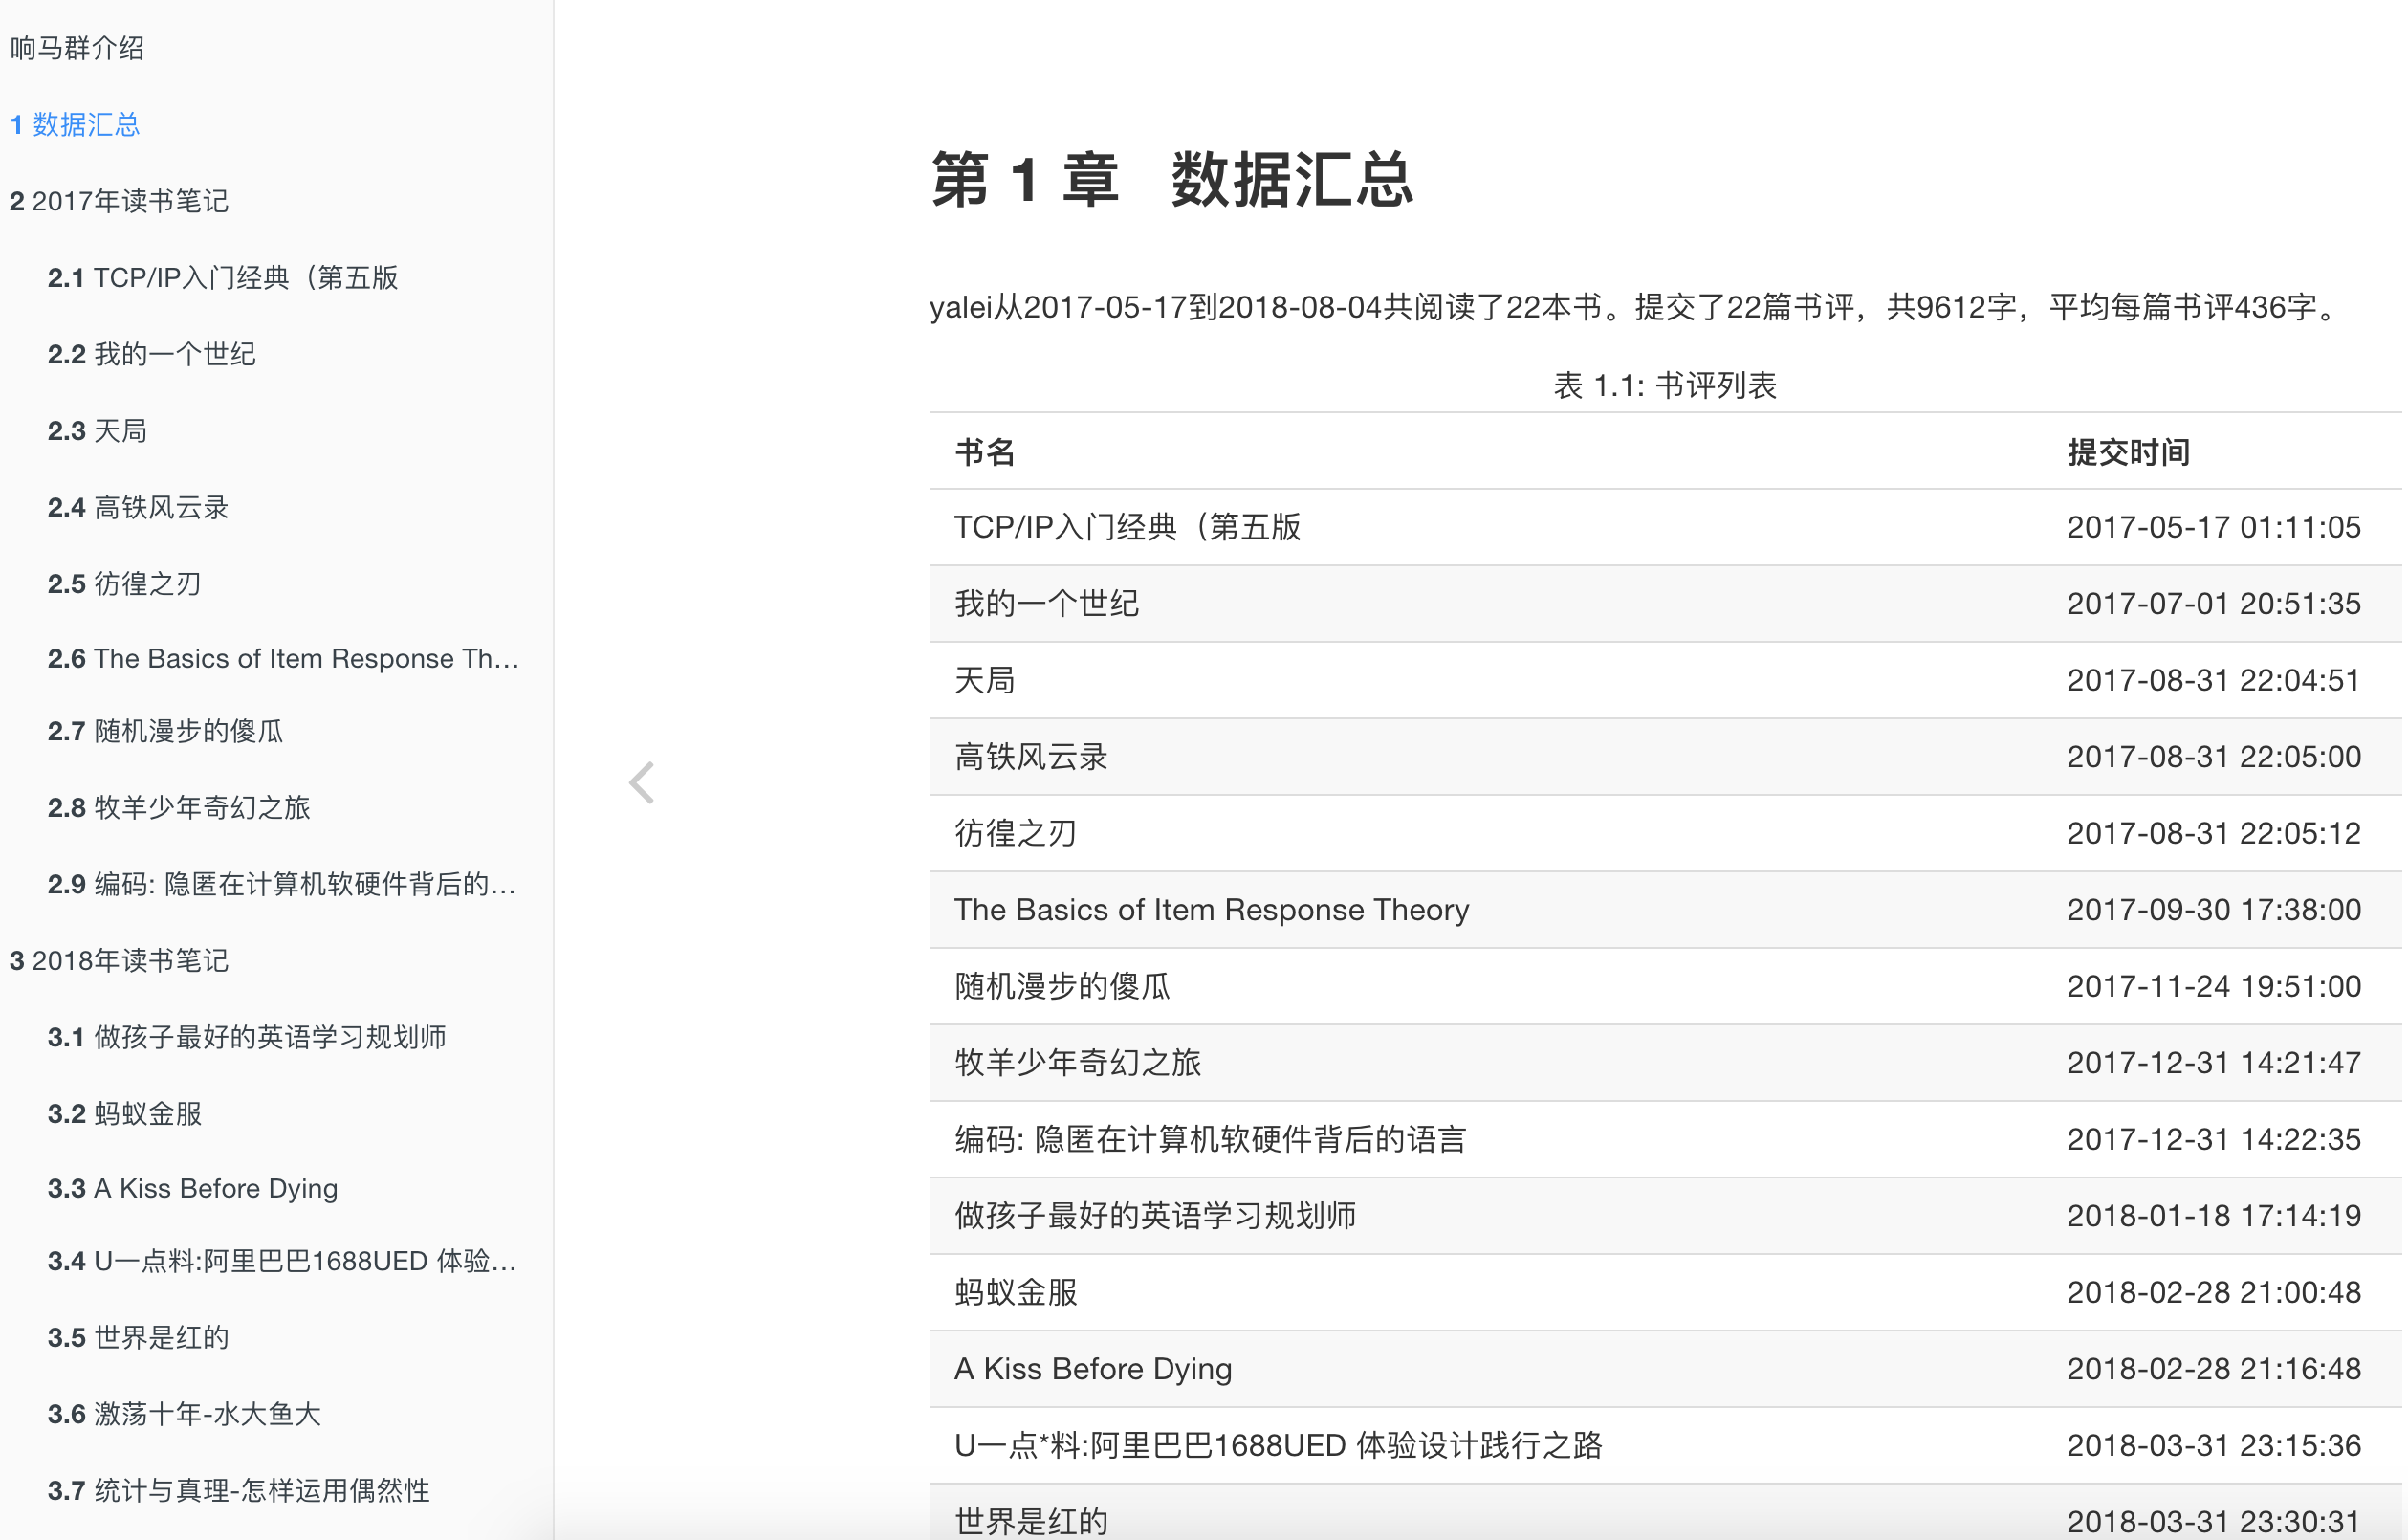 响马群介绍
1 数据汇总
2 2017年读书笔记
2.1 TCP/IP入门经典（第五版
2.2 我的一个世纪
2.3 天局
2.4 高铁风云录
2.5 彷徨之刃
2.6 The Basics of Item Response Th...
2.7 随机漫步的傻瓜
2.8 牧羊少年奇幻之旅
2.9 编码: 隐匿在计算机软硬件背后的...
3 2018年读书笔记
3.1 做孩子最好的英语学习规划师
3.2 蚂蚁金服
3.3 A Kiss Before Dying
3.4 U一点料:阿里巴巴1688UED 体验...
3.5 世界是红的
3.6 激荡十年-水大鱼大
3.7 统计与真理-怎样运用偶然性
第 1 章 数据汇总
yalei从2017-05-17到2018-08-04共阅读了22本书。提交了22篇书评，共9612字，平均每篇书评436字。
表 1.1: 书评列表
书名 提交时间
TCP/IP入门经典（第五版 2017-05-17 01:11:05
我的一个世纪 2017-07-01 20:51:35
天局 2017-08-31 22:04:51
高铁风云录 2017-08-31 22:05:00
彷徨之刃 2017-08-31 22:05:12
The Basics of Item Response Theory 2017-09-30 17:38:00
随机漫步的傻瓜 2017-11-24 19:51:00
牧羊少年奇幻之旅 2017-12-31 14:21:47
编码: 隐匿在计算机软硬件背后的语言 2017-12-31 14:22:35
做孩子最好的英语学习规划师 2018-01-18 17:14:19
蚂蚁金服 2018-02-28 21:00:48
A Kiss Before Dying 2018-02-28 21:16:48
U一点*料:阿里巴巴1688UED 体验设计践行之路 2018-03-31 23:15:36
世界是红的 2018-03-31 23:30:31